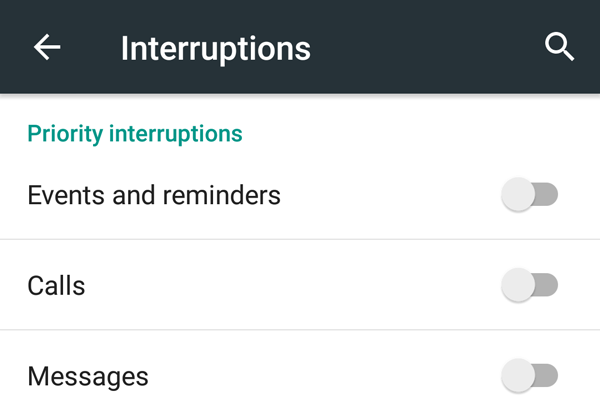 Interruptions
Priority interruptions
Events and reminders
Calls
Messages